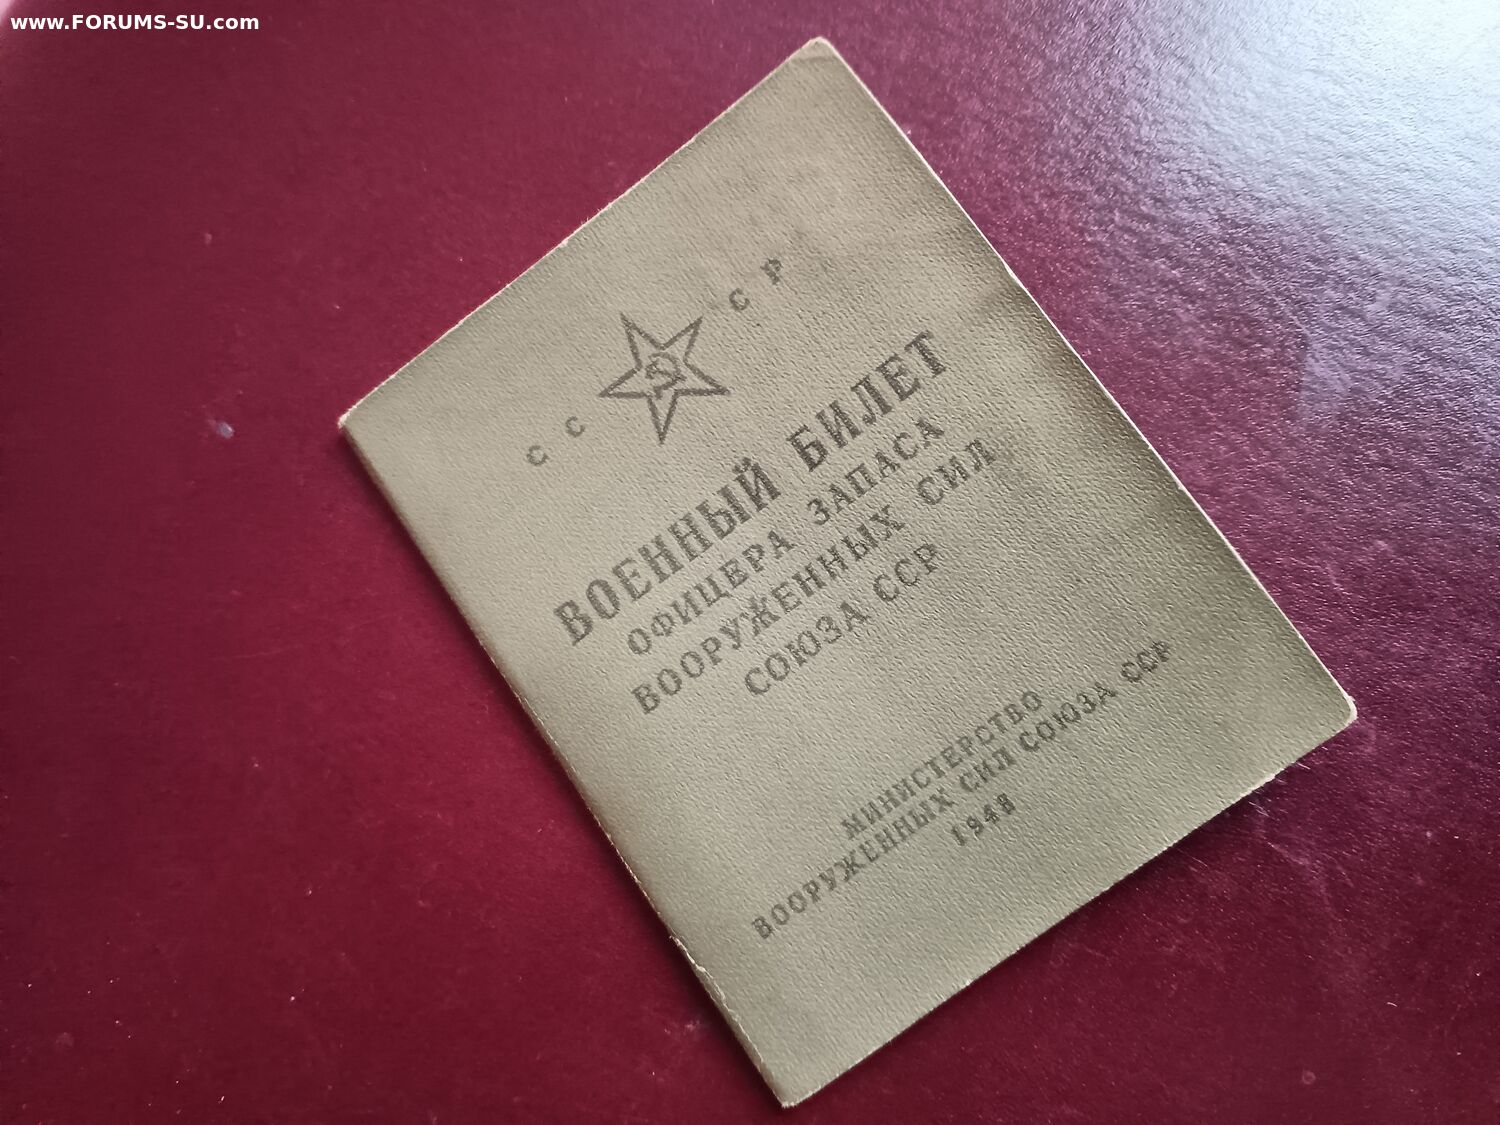 www.FORUMS-SU.com
С С С Р
ВОЕННЫЙ БИЛЕТ
ОФИЦЕРА ЗАПАСА
ВООРУЖЕННЫХ СИЛ
СОЮЗА ССР
МИНИСТЕРСТВО
ВООРУЖЕННЫХ СИЛ СОЮЗА ССР
1948